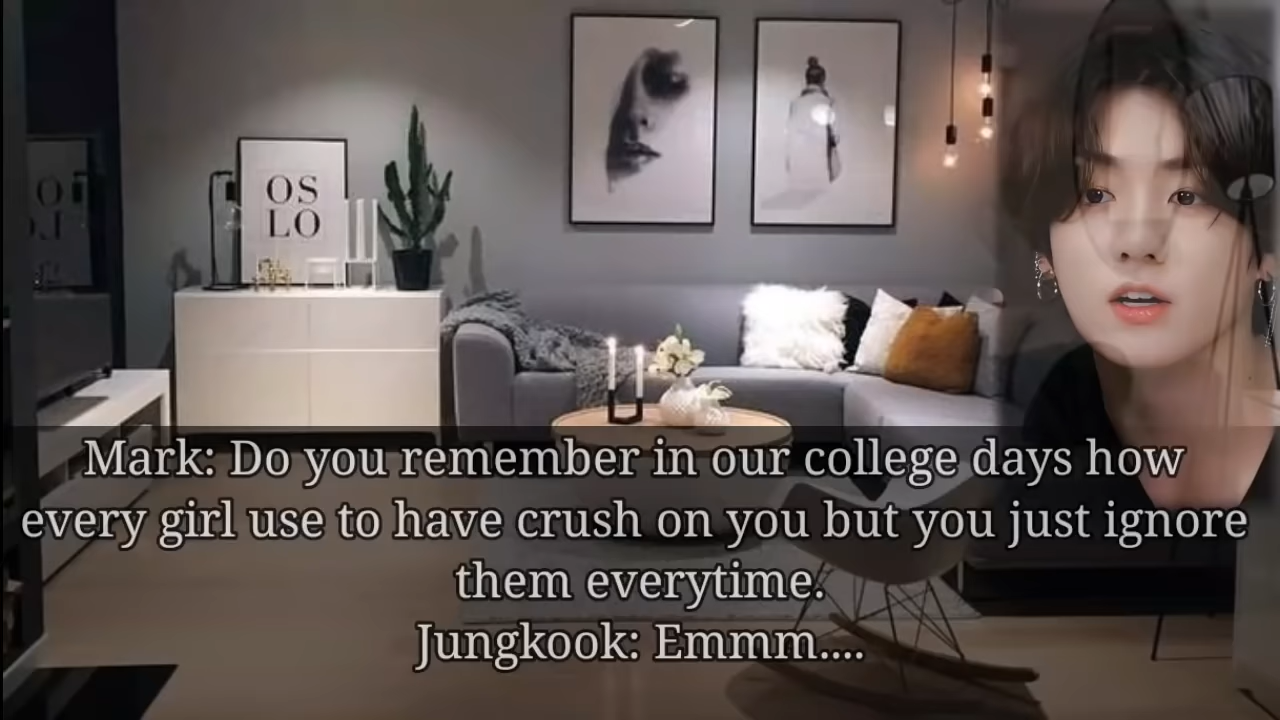 OS
LO
Mark: Do you remember in our college days how
every girl use to have crush on you but you just ignore
them everytime.
Jungkook: Emmm....